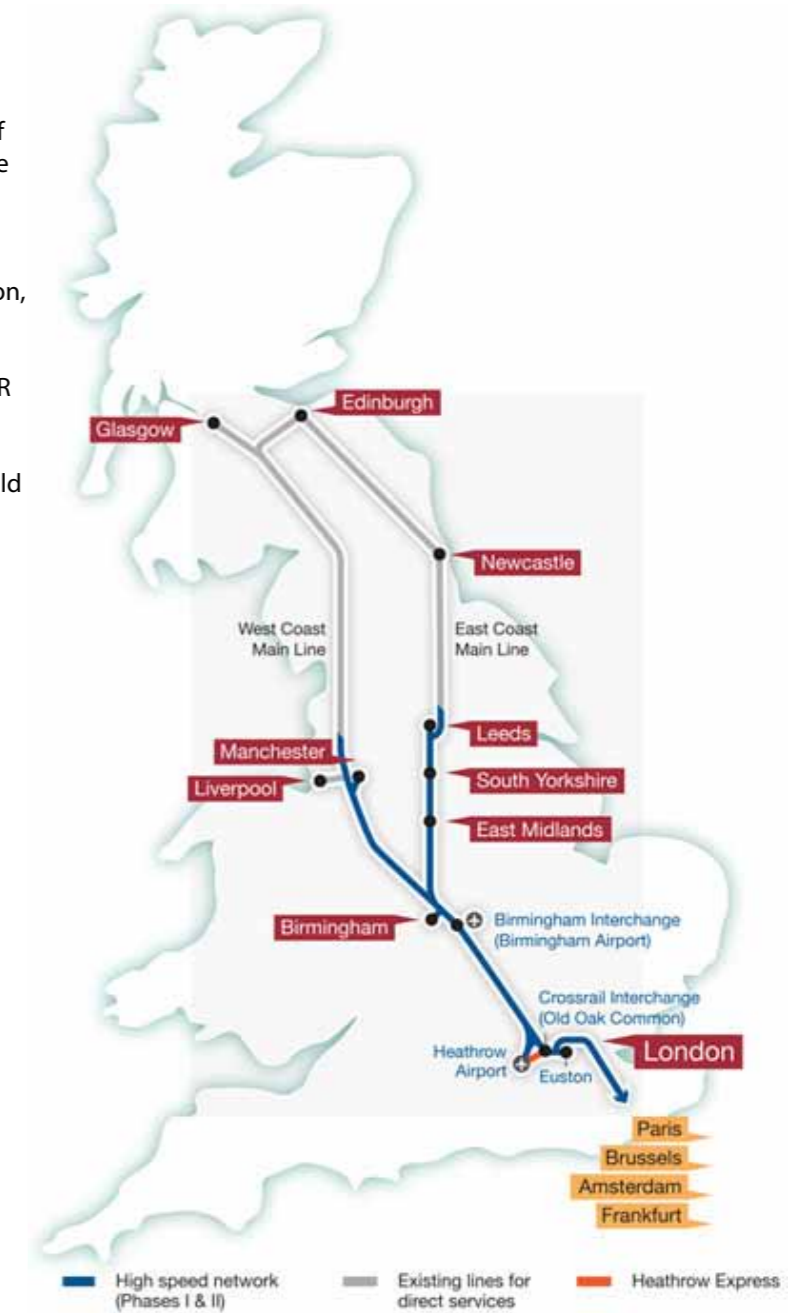 f
e
on,
R
ld
Edinburgh
Glasgow
Newcastle
West Coast
Main Line
East Coast
Main Line
Leeds
Manchester
South Yorkshire
Liverpool
East Midlands
Birmingham
Birmingham Interchange
(Birmingham Airport)
Crossrail Interchange
(Old Oak Common)
London
Heathrow
Airport
Euston
Paris
Brussels
Amsterdam
Frankfurt
High speed network
(Phases I & II)
Existing lines for
direct services
Heathrow Express